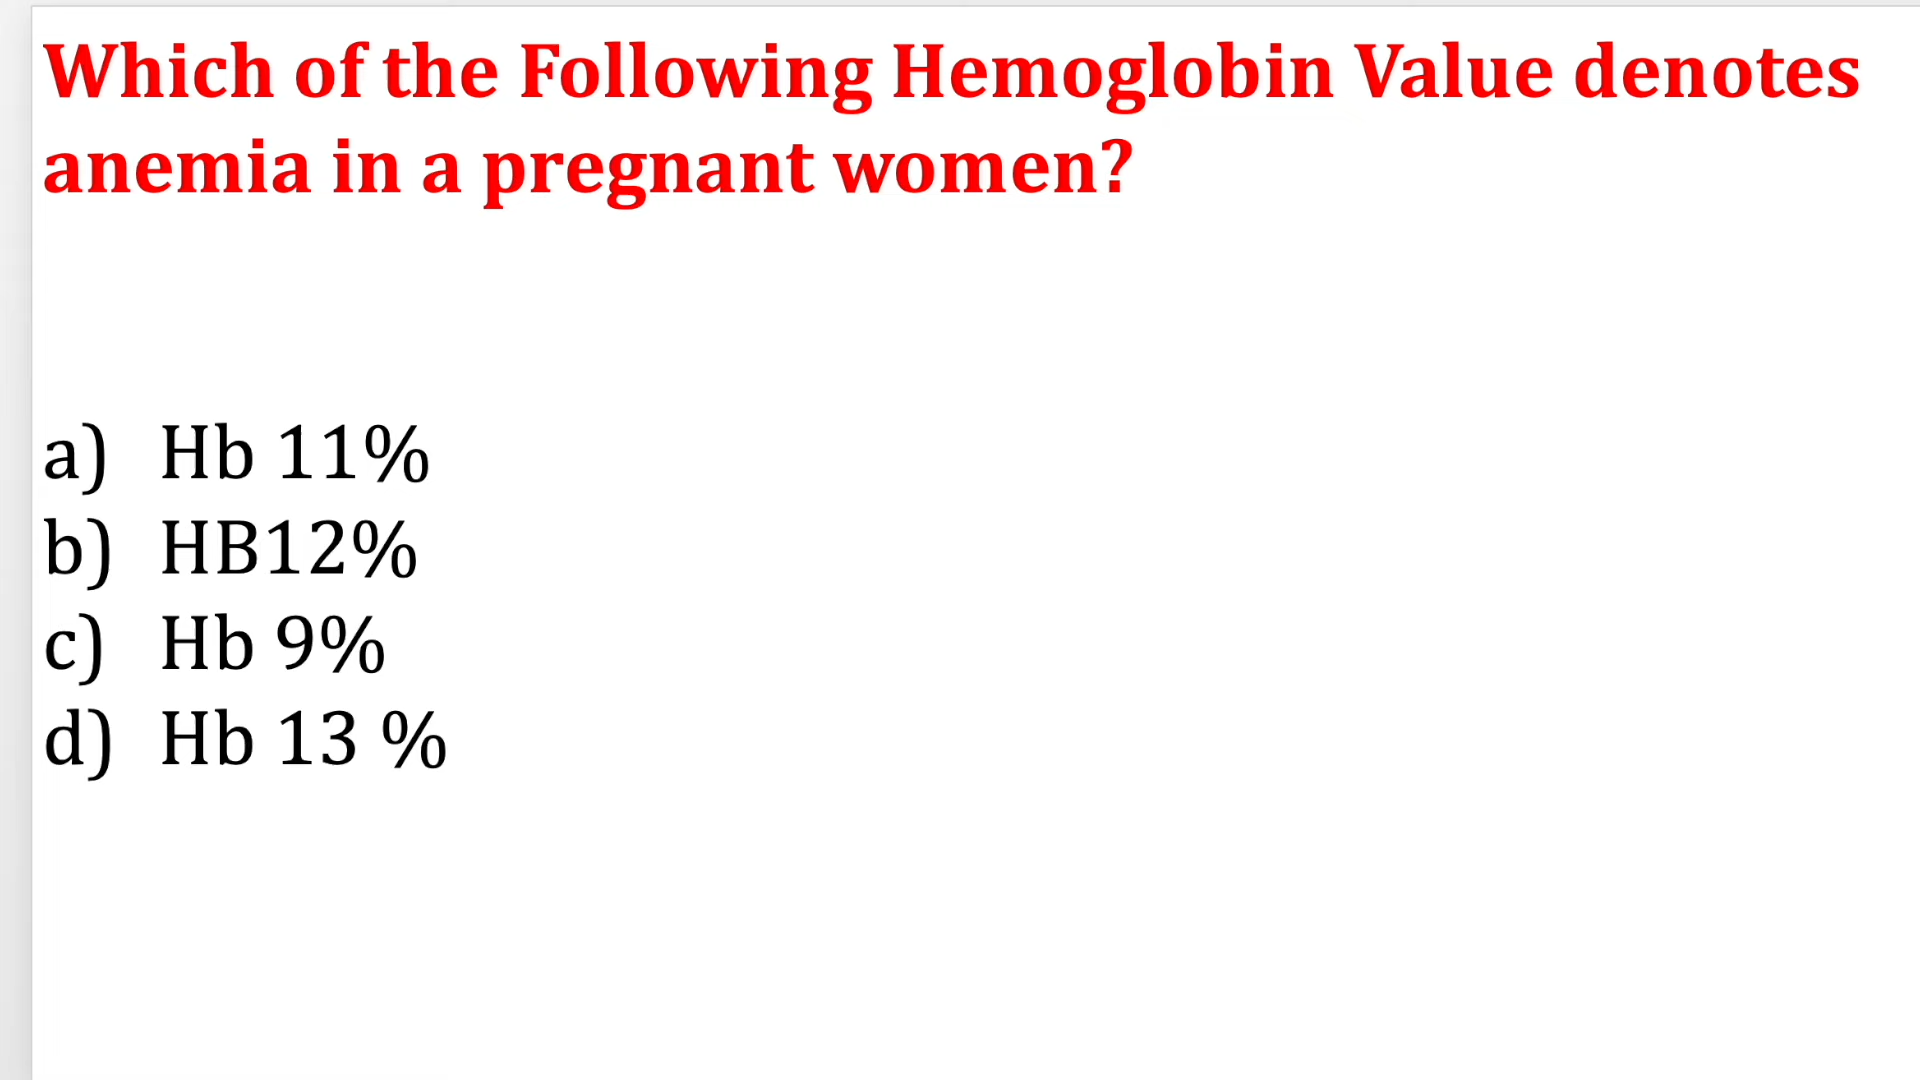 Which of the Following Hemoglobin Value denotes
anemia in a pregnant women?
a) Hb 11%
b) HB12%
c) Hb 9%
d) Hb 13 %